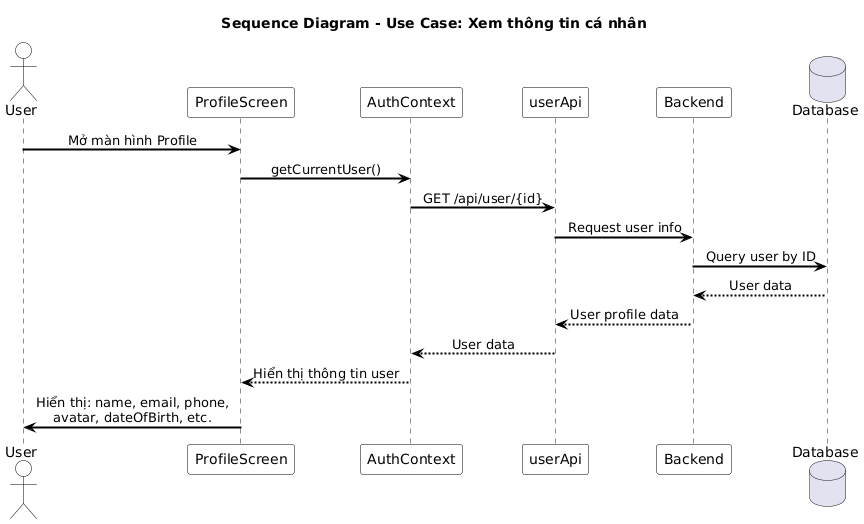 Sequence Diagram - Use Case: Xem thông tin cá nhân
User
ProfileScreen
AuthContext
userApi
Backend
Database
Mở màn hình Profile
getCurrentUser()
GET /api/user/{id}
Request user info
Query user by ID
User data
User profile data
User data
Hiển thị thông tin user
Hiển thị: name, email, phone,
avatar, dateOfBirth, etc.
User
ProfileScreen
AuthContext
userApi
Backend
Database